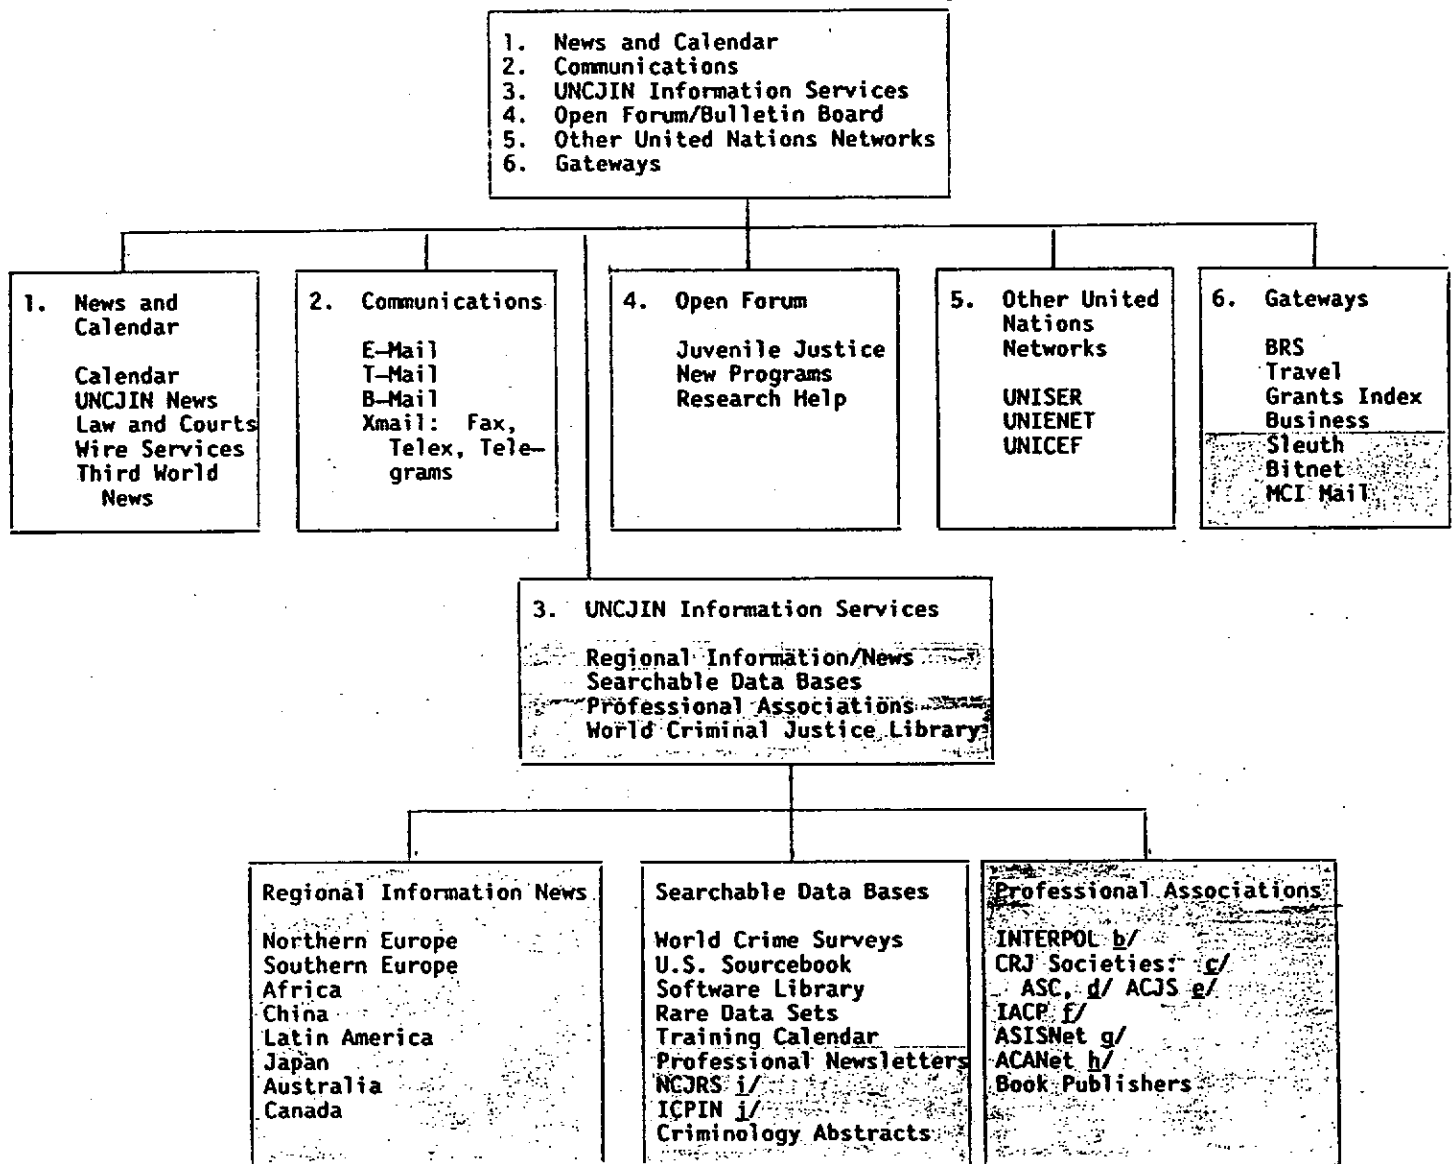 1. News and Calendar
2. Communications
3. UNCJIN Information Services
4. Open Forum/Bulletin Board
5. Other United Nations Networks
6. Gateways
1. News and
Calendar
Calendar
UNCJIN News
Law and Courts
Wire Services
Third World
News
2. Communications
E-Mail
T-Mail
B-Mail
Xmail: Fax,
Telex, Tele-
grams
4. Open Forum
Juvenile Justice
New Programs
Research Help
5. Other United
Nations
Networks
UNISER
UNIENET
UNICEF
6. Gateways
BRS
Travel
Grants Index
Business
Sleuth
Bitnet
MCI Mail
3. UNCJIN Information Services
Regional Information/News
Searchable Data Bases
Professional Associations
World Criminal Justice Library
Regional Information News
Northern Europe
Southern Europe
Africa
China
Latin America
Japan
Australia
Canada
Searchable Data Bases
World Crime Surveys
U.S. Sourcebook
Software Library
Rare Data Sets
Training Calendar
Professional Newsletters
NCJRS i/
ICPIN j/
Criminology Abstracts
Professional Associations
INTERPOL b/
CRJ Societies: c/
ASC, d/ ACJS e/
IACP f/
ASISNet g/
ACANet h/
Book Publishers